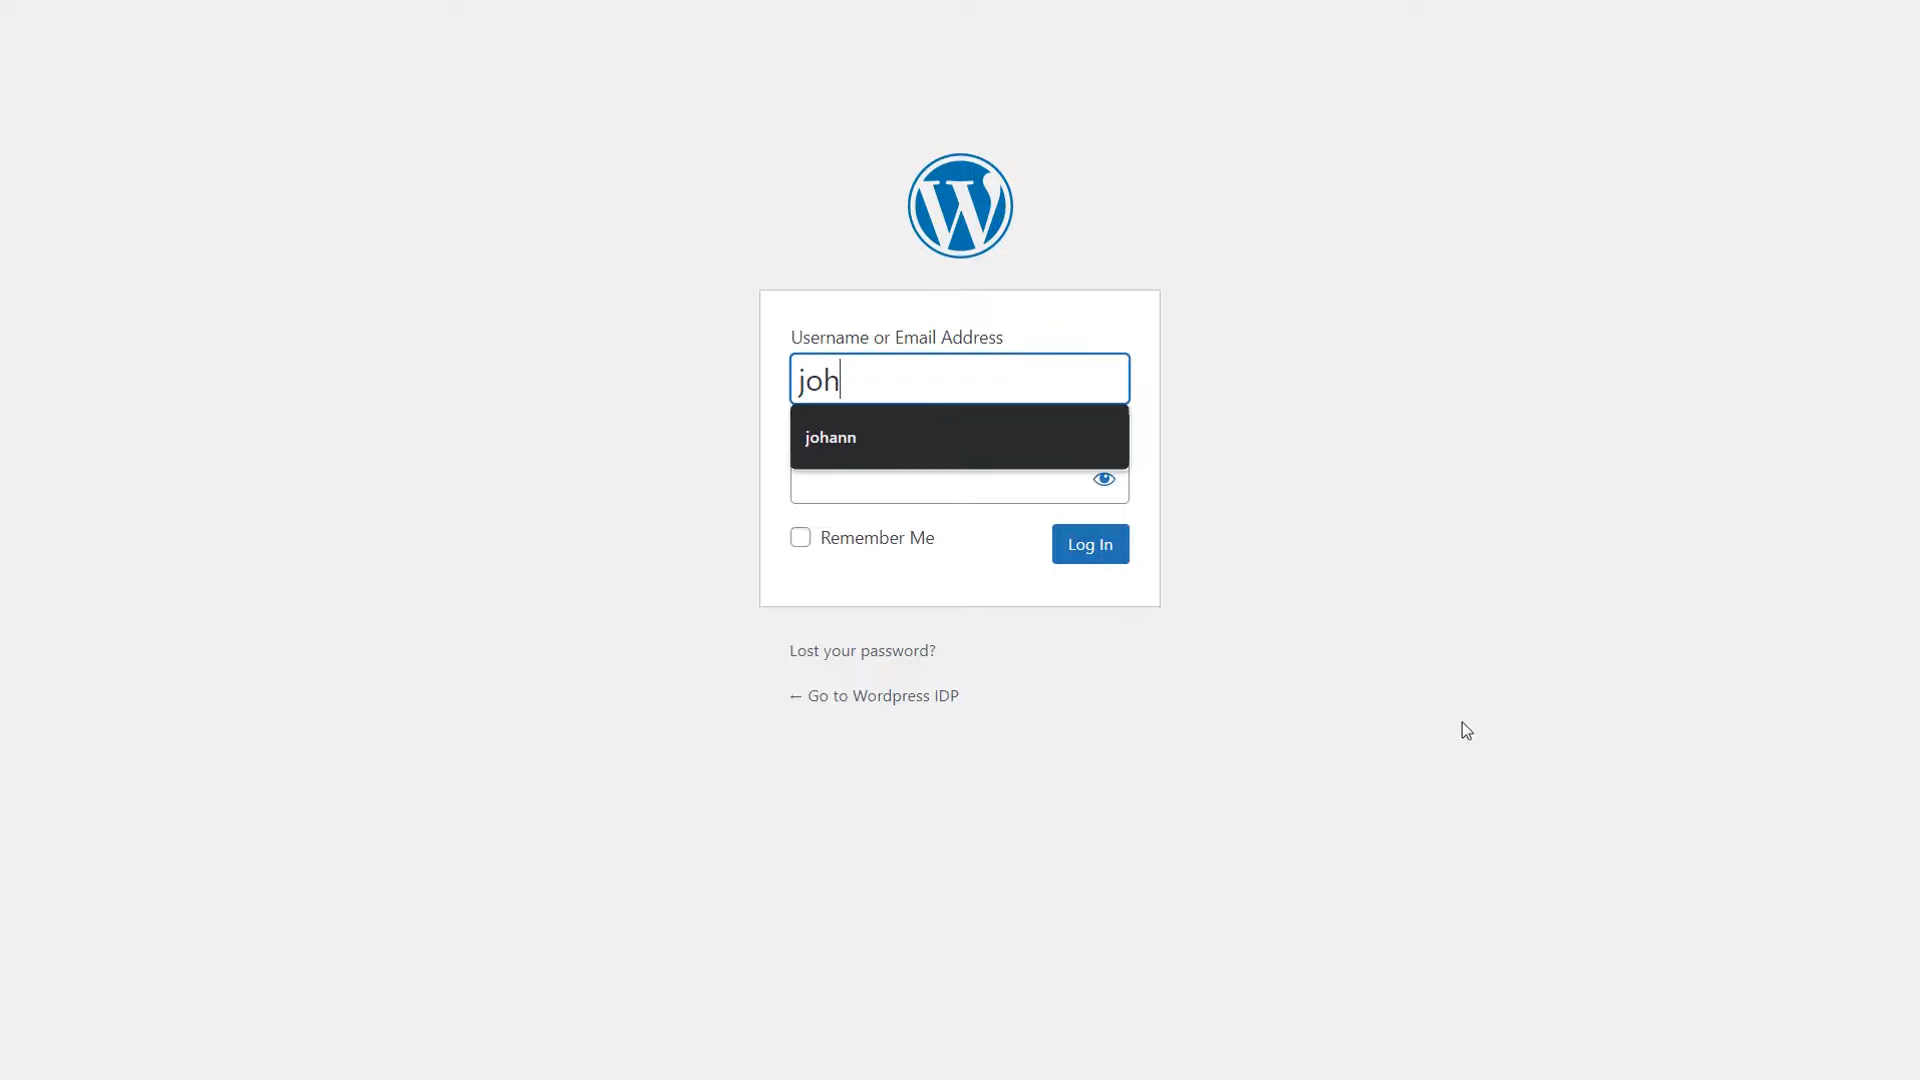 Username or Email Address
joh
johann
Remember Me
Log In
Lost your password?
← Go to Wordpress IDP